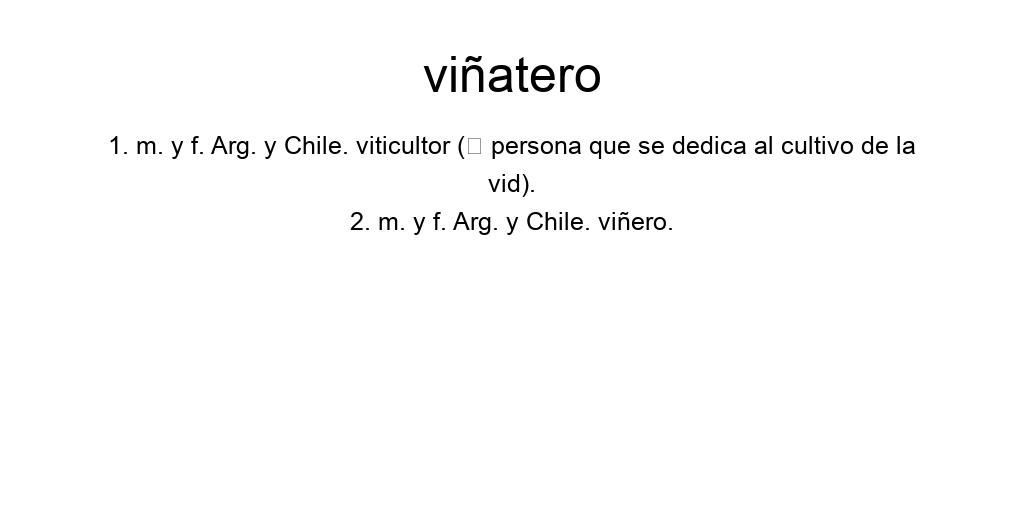 viñatero
1. m. y f. Arg. y Chile. viticultor (□ persona que se dedica al cultivo de la
vid).
2. m. y f. Arg. y Chile. viñero.